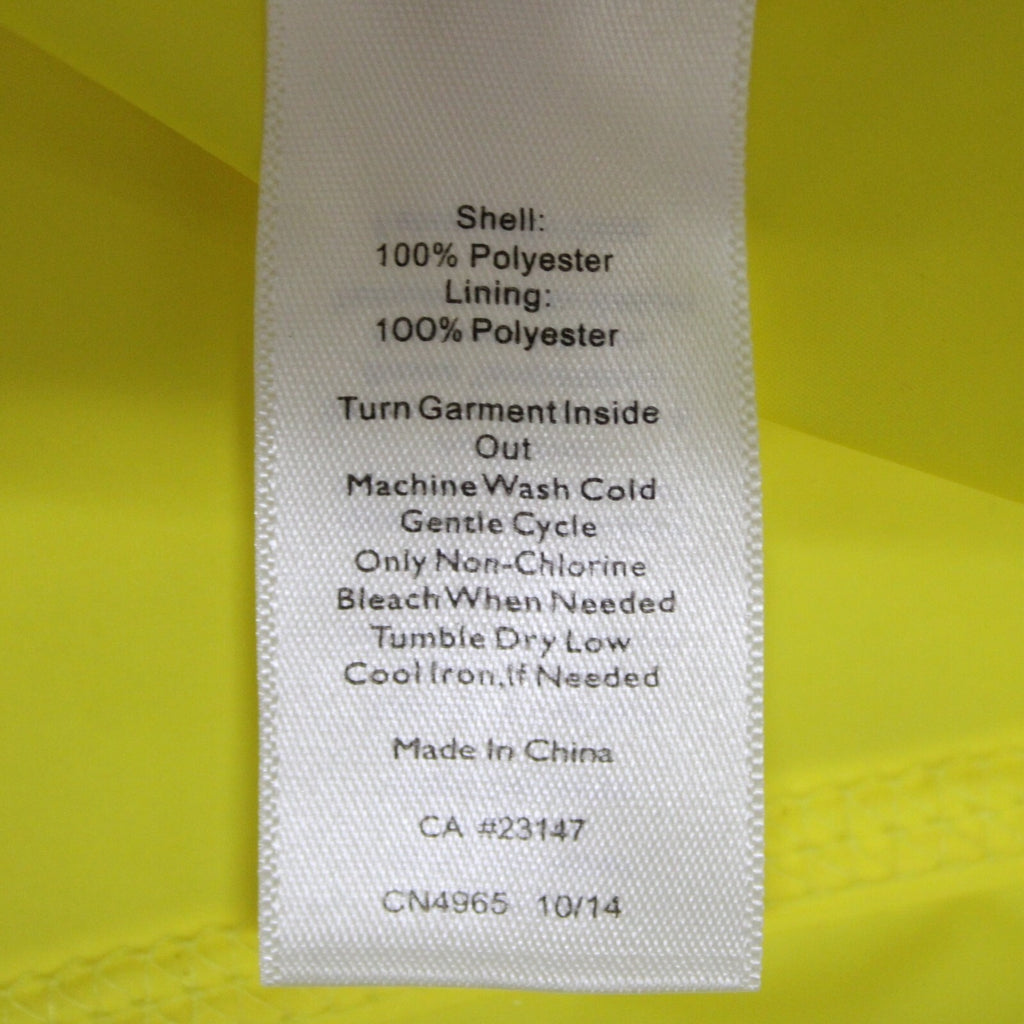 Shell:
100% Polyester
Lining:
100% Polyester
Turn Garment Inside
Out
Machine Wash Cold
Gentle Cycle
Only Non-Chlorine
Bleach When Needed
Tumble Dry Low
Cool Iron,If Needed
Made In China
CA #23147
CN4965 10/14